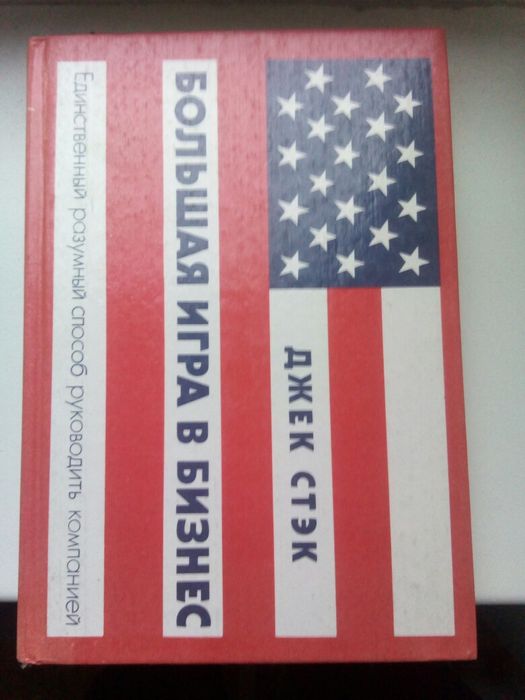 ДЖЕК СТЭК
БОЛЬШАЯ ИГРА В БИЗНЕС
Единственный разумный способ руководить компанией